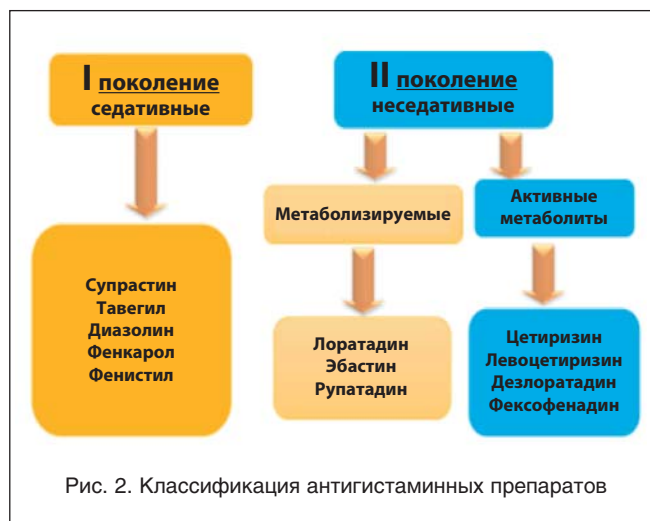 I поколение
седативные
II поколение
неседативные
Метаболизируемые
Активные
метаболиты
Супрастин
Тавегил
Диазолин
Фенкарол
Фенистил
Лоратадин
Эбастин
Рупатадин
Цетиризин
Левоцетиризин
Дезлоратадин
Фексофенадин
Рис. 2. Классификация антигистаминных препаратов